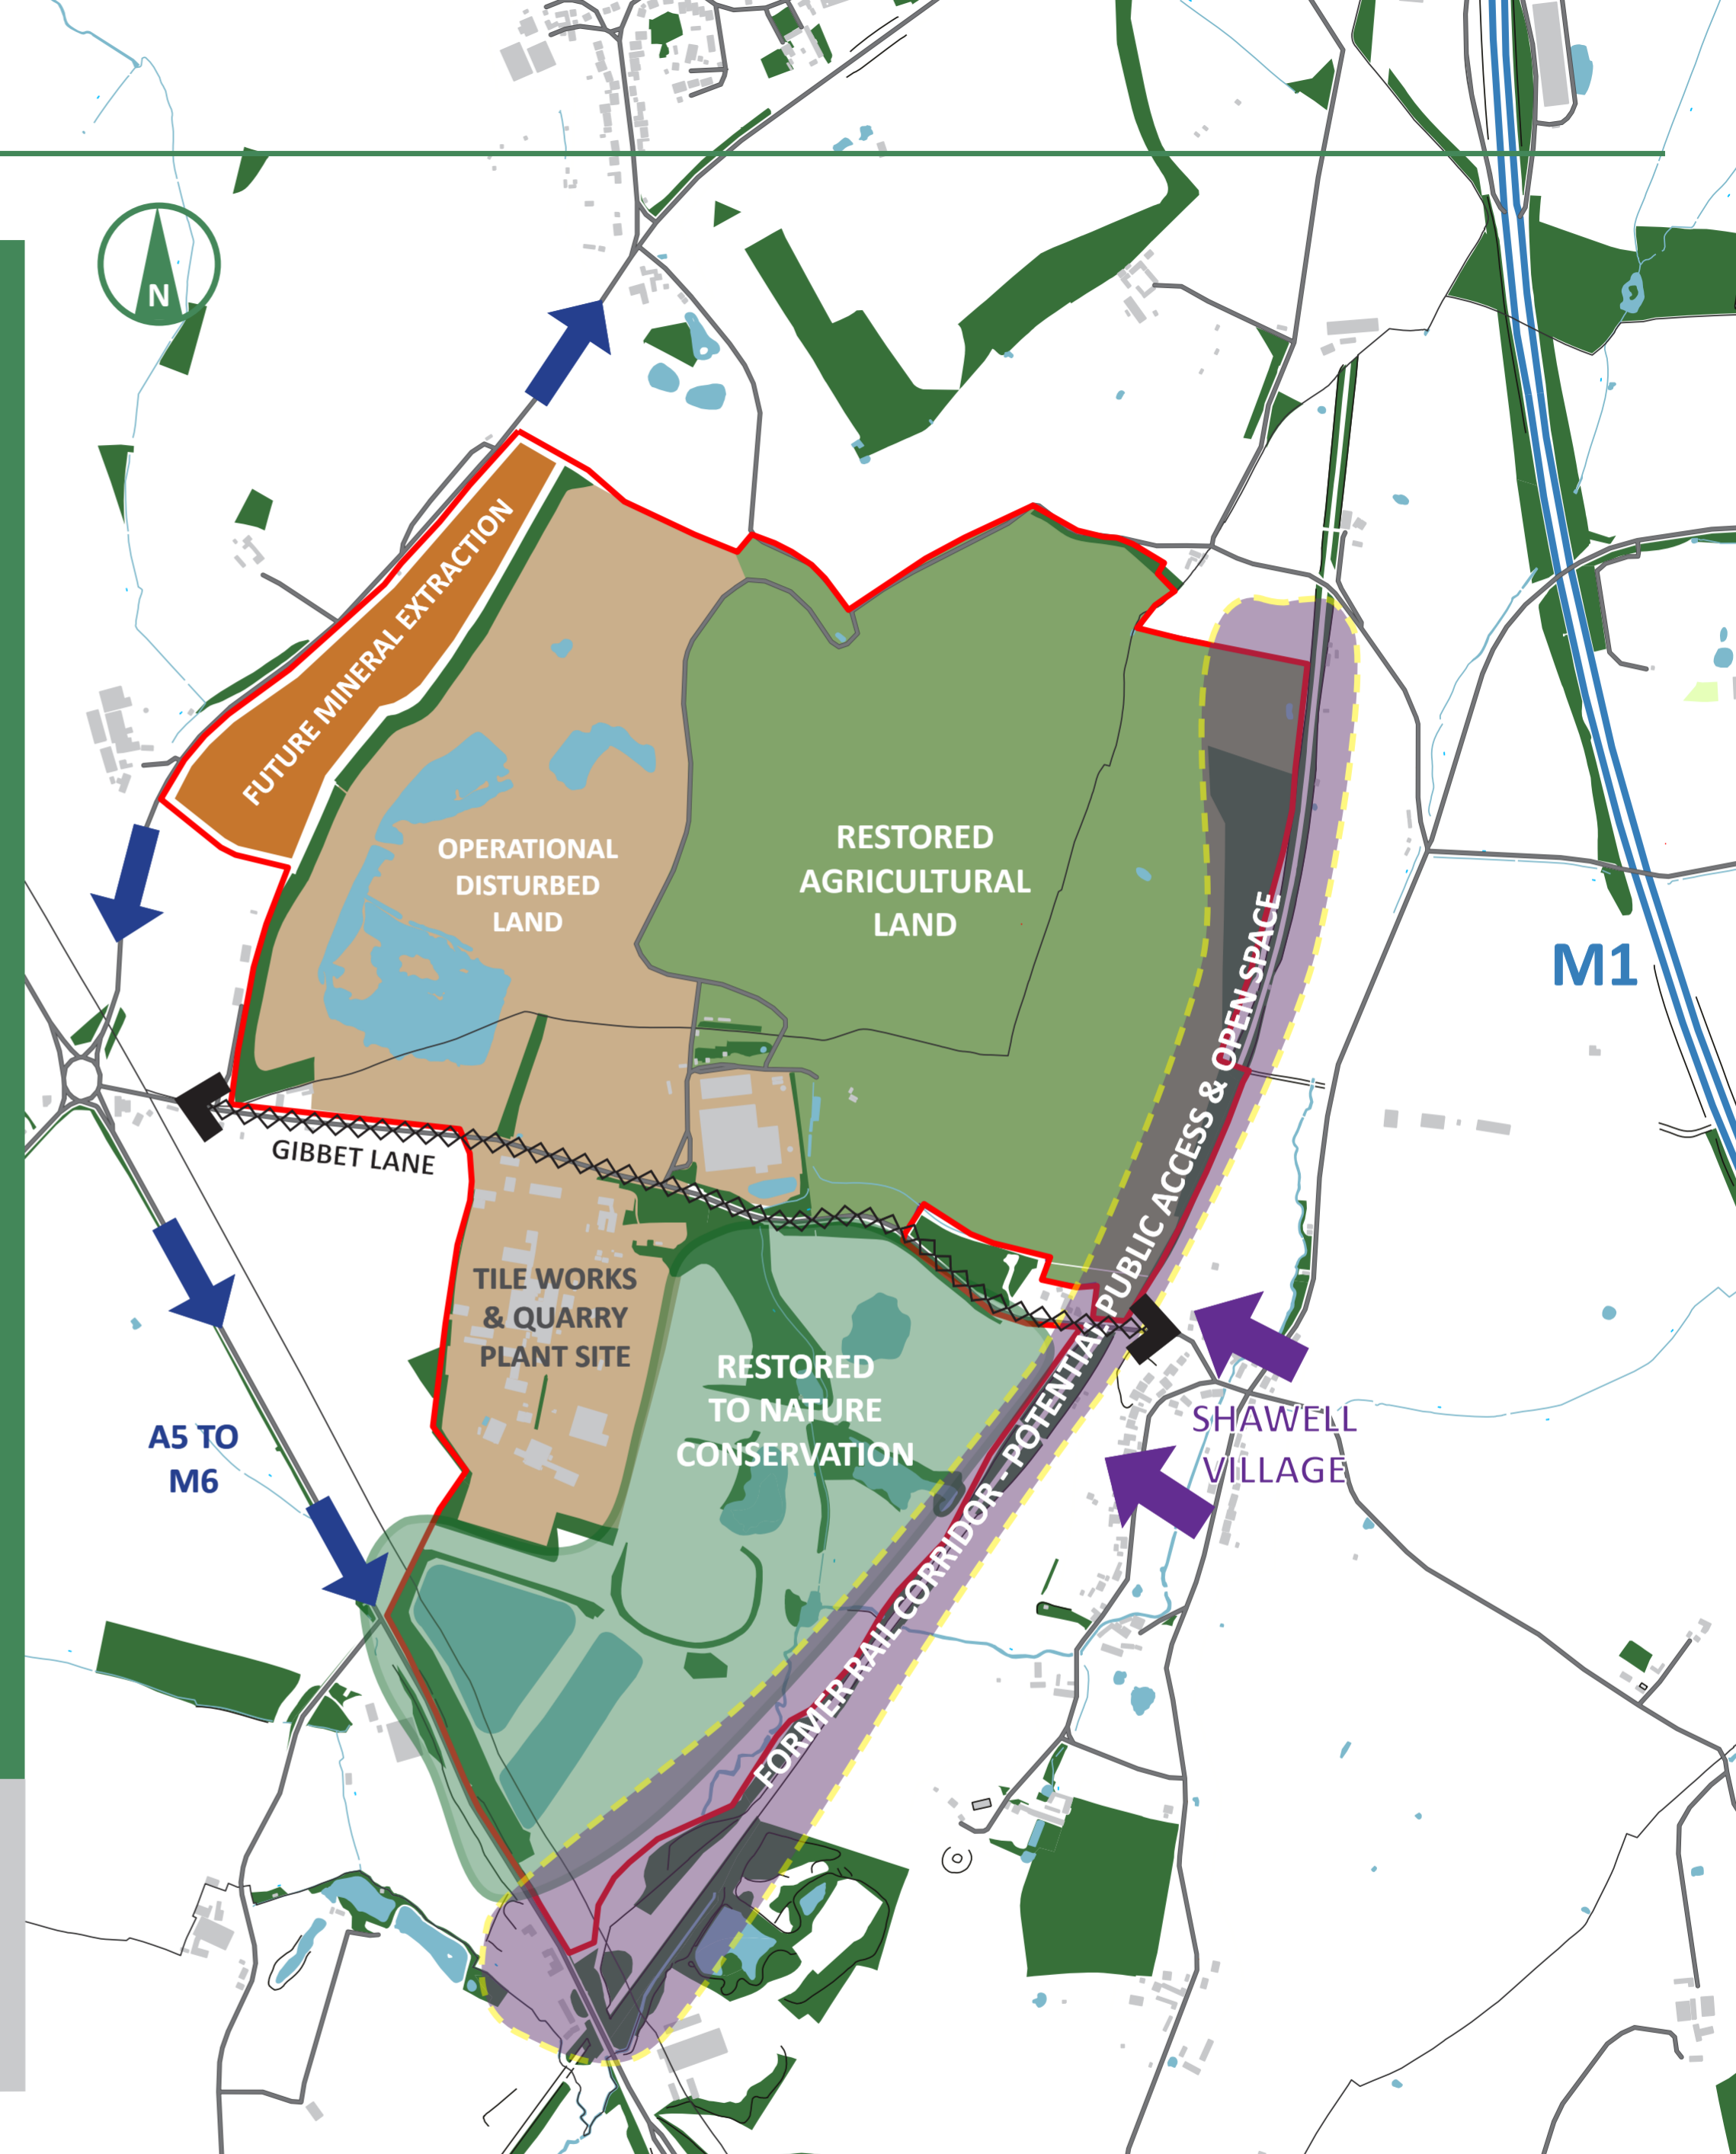 N
FUTURE MINERAL EXTRACTION
OPERATIONAL
DISTURBED
LAND
RESTORED
AGRICULTURAL
LAND
M1
PUBLIC ACCESS & OPEN SPACE
GIBBET LANE
TILE WORKS
& QUARRY
PLANT SITE
RESTORED
TO NATURE
CONSERVATION
FORMER RAIL CORRIDOR - POTENTIAL
SHAWELL
VILLAGE
A5 TO
M6